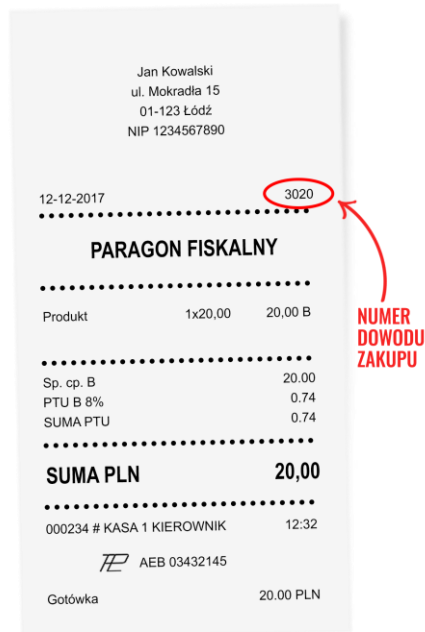 Jan Kowalski
ul. Mokradła 15
01-123 Łódź
NIP 1234567890
12-12-2017 3020
PARAGON FISKALNY
Produkt 1x20,00 20,00 B
Sp. cp. B 20.00
PTU B 8% 0.74
SUMA PTU 0.74
SUMA PLN 20,00
000234 # KASA 1 KIEROWNIK 12:32
AEB 03432145
Gotówka 20.00 PLN
NUMER
DOWODU
ZAKUPU